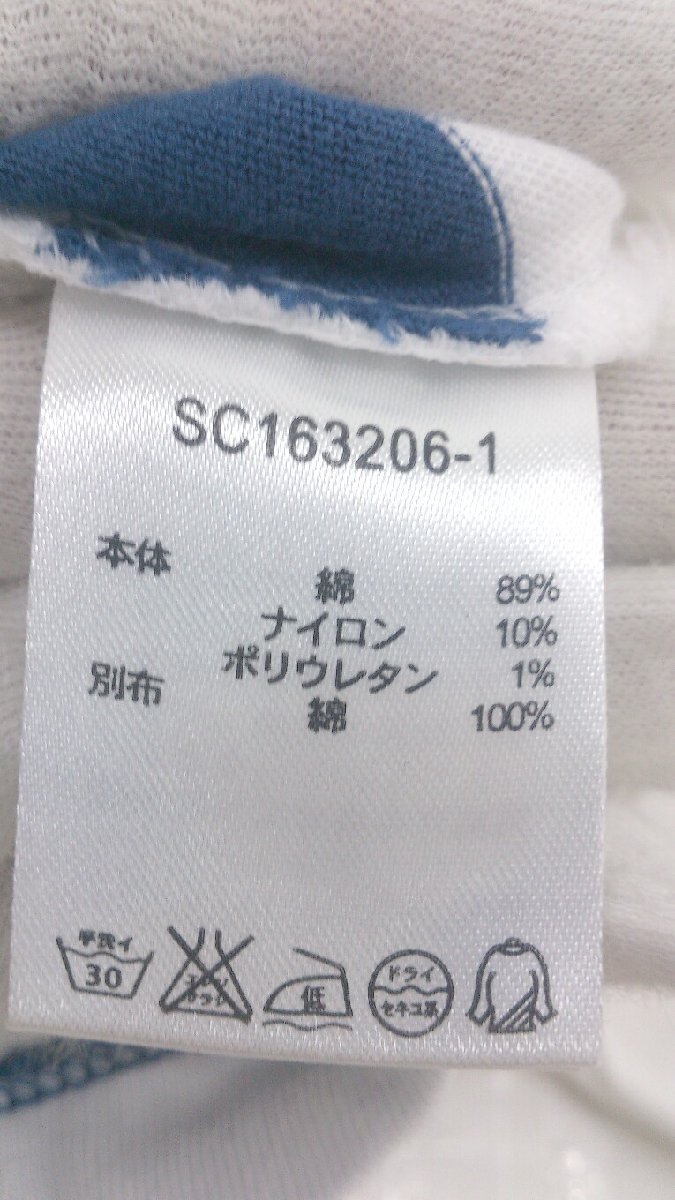 SC163206-1
本体
綿 89%
ナイロン 10%
ポリウレタン 1%
別布
綿 100%
手洗イ
30
低
ドライ
セキユ系